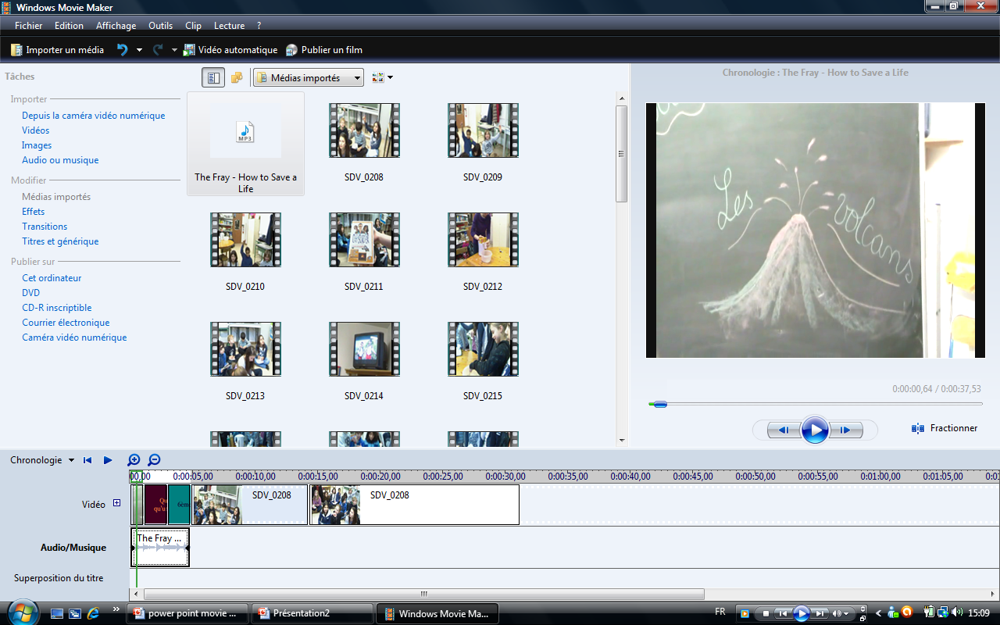 Windows Movie Maker
Fichier Edition Affichage Outils Clip Lecture ?
Importer un média Vidéo automatique Publier un film
Tâches
Importer
Depuis la caméra vidéo numérique
Vidéos
Images
Audio ou musique
Modifier
Médias importés
Effets
Transitions
Titres et générique
Publier sur
Cet ordinateur
DVD
CD-R inscriptible
Courrier électronique
Caméra vidéo numérique
Médias importés
MP3
The Fray - How to Save a
Life
SDV_0208
SDV_0209
SDV_0210
SDV_0211
SDV_0212
SDV_0213
SDV_0214
SDV_0215
Chronologie : The Fray - How to Save a Life
Les volcans
0:00:00,64 / 0:00:37,53
Fractionner
Chronologie
00,00 0:00:05,00 0:00:10,00 0:00:15,00 0:00:20,00 0:00:25,00 0:00:30,00 0:00:35,00 0:00:40,00 0:00:45,00 0:00:50,00 0:00:55,00 0:01:00,00 0:01:05,00
Vidéo
Qu
qu'u
6èm
SDV_0208
SDV_0208
Audio/Musique
The Fray ...
Superposition du titre
power point movie ... Présentation2 Windows Movie Ma... FR 15:09